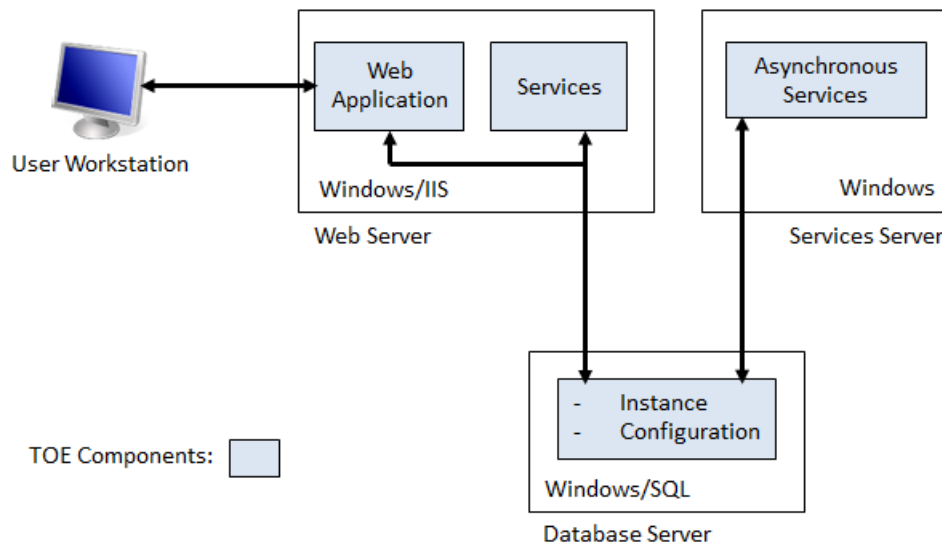 Web
Application
Services
Asynchronous
Services
User Workstation
Windows/IIS
Windows
Web Server
Services Server
- Instance
- Configuration
TOE Components:
Windows/SQL
Database Server